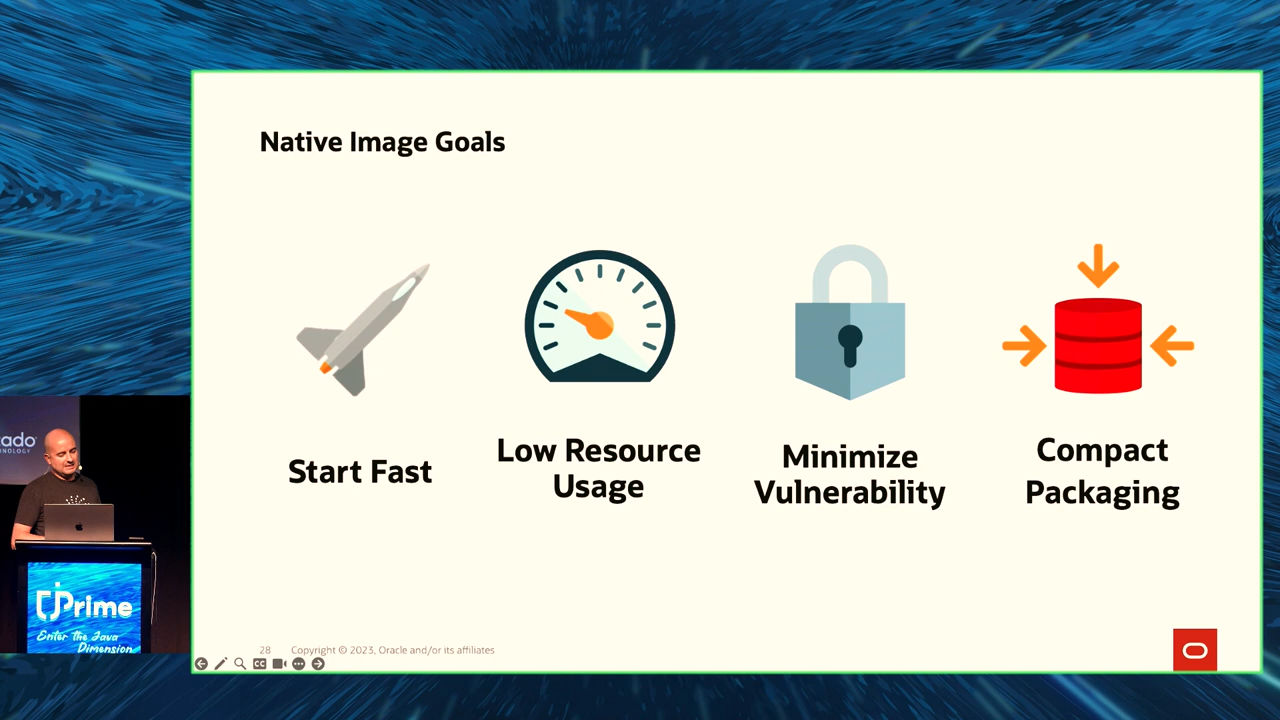 Native Image Goals
Start Fast
Low Resource
Usage
Minimize
Vulnerability
Compact
Packaging
28 Copyright © 2023, Oracle and/or its affiliates
CC
Prime
Enter the Java
Dimension